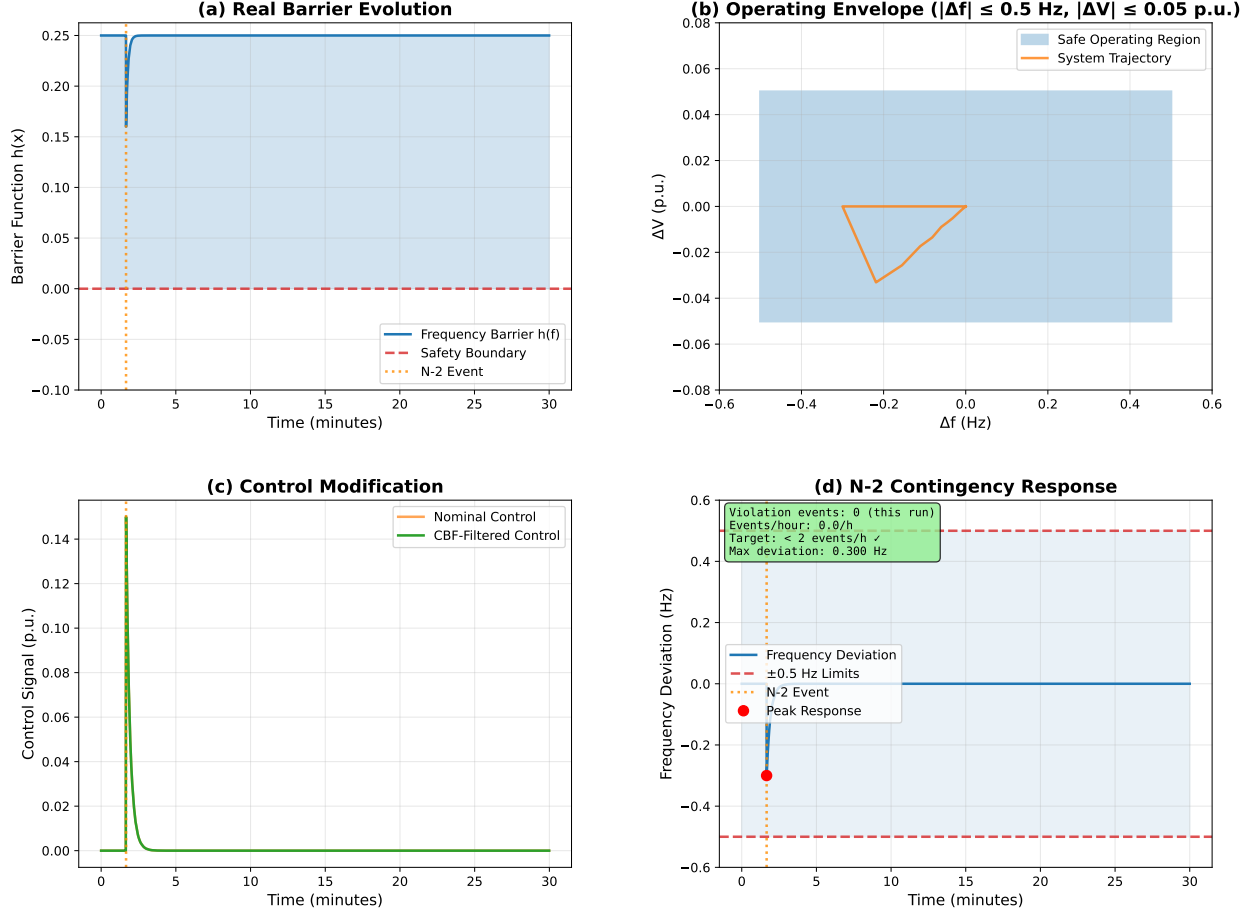 (a) Real Barrier Evolution
Barrier Function h(x)
0.25
0.20
0.15
0.10
0.05
0.00
−0.05
−0.10
0
5
10
15
20
25
30
Time (minutes)
Frequency Barrier h(f)
Safety Boundary
N-2 Event
(b) Operating Envelope (|Δf| ≤ 0.5 Hz, |ΔV| ≤ 0.05 p.u.)
ΔV (p.u.)
0.08
0.06
0.04
0.02
0.00
−0.02
−0.04
−0.06
−0.08
−0.6
−0.4
−0.2
0.0
0.2
0.4
0.6
Δf (Hz)
Safe Operating Region
System Trajectory
(c) Control Modification
Control Signal (p.u.)
0.14
0.12
0.10
0.08
0.06
0.04
0.02
0.00
0
5
10
15
20
25
30
Time (minutes)
Nominal Control
CBF-Filtered Control
(d) N-2 Contingency Response
Frequency Deviation (Hz)
0.6
0.4
0.2
0.0
−0.2
−0.4
−0.6
0
5
10
15
20
25
30
Time (minutes)
Violation events: 0 (this run)
Events/hour: 0.0/h
Target: < 2 events/h ✓
Max deviation: 0.300 Hz
Frequency Deviation
±0.5 Hz Limits
N-2 Event
Peak Response